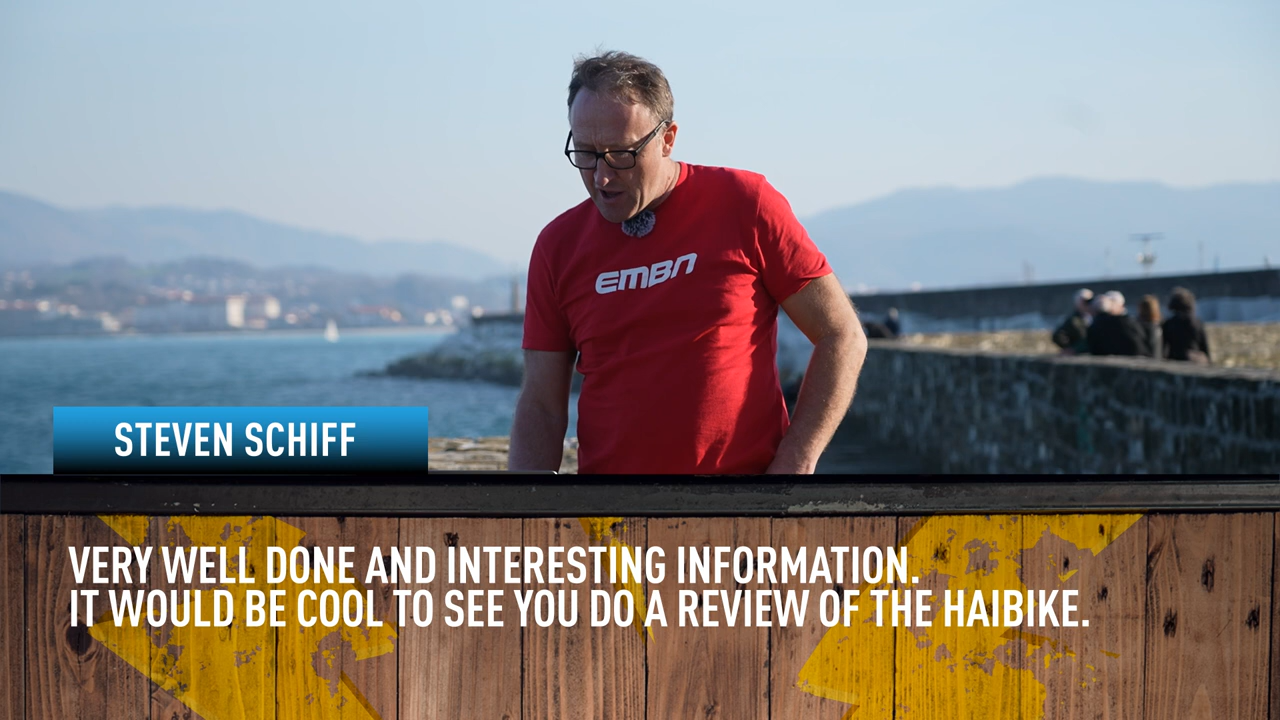 EMBN
STEVEN SCHIFF
VERY WELL DONE AND INTERESTING INFORMATION.
IT WOULD BE COOL TO SEE YOU DO A REVIEW OF THE HAIBIKE.